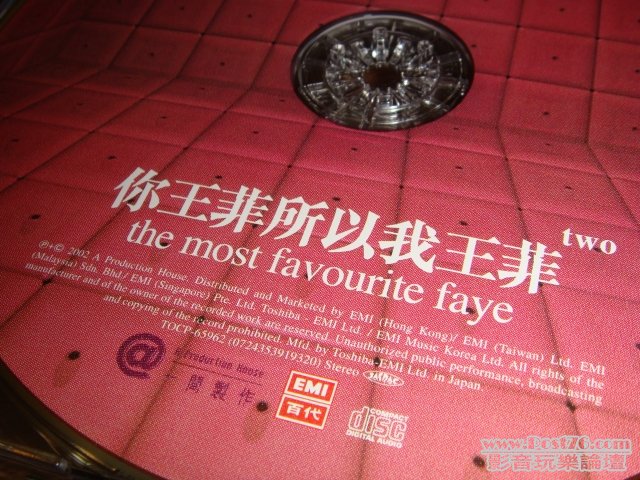 你王菲所以我王菲 two
the most favourite faye
℗+© 2002 A Production House. Distributed and Marketed by EMI (Hong Kong)/ EMI (Taiwan) Ltd. EMI
(Malaysia) Sdn. Bhd./ EMI (Singapore) Pte. Ltd. Toshiba - EMI Ltd. / EMI Music Korea Ltd. All rights of the
manufacturer and of the owner of the recorded work are reserved. Unauthorized public performance, broadcasting
and copying of the record prohibited. Mfd. by Toshiba-EMI Ltd. in Japan.
TOCP-65962 (0724353919320) Stereo
@ Production House
一間製作
EMI
百代
COMPACT
disc
DIGITAL AUDIO
www.Post76.com
影音玩樂論壇